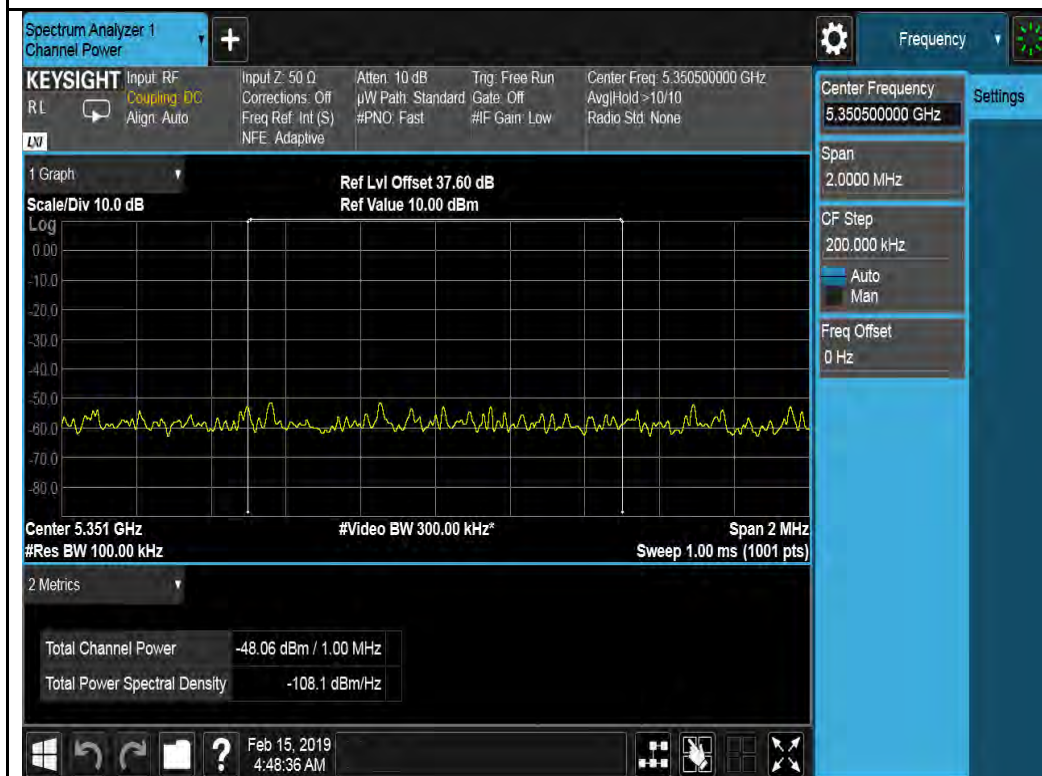 Spectrum Analyzer 1
Channel Power
+
Frequency
KEYSIGHT
RL
LXI
Input: RF
Coupling: DC
Align: Auto
Input Z: 50 Ω
Corrections: Off
Freq Ref: Int (S)
NFE: Adaptive
Atten: 10 dB
µW Path: Standard
#PNO: Fast
Trig: Free Run
Gate: Off
#IF Gain: Low
Center Freq: 5.350500000 GHz
Avg|Hold >10/10
Radio Std: None
Center Frequency
5.350500000 GHz
Settings
Span
2.0000 MHz
CF Step
200.000 kHz
Auto
Man
Freq Offset
0 Hz
1 Graph
Scale/Div 10.0 dB
Ref Lvl Offset 37.60 dB
Ref Value 10.00 dBm
Log
0.00
-10.0
-20.0
-30.0
-40.0
-50.0
-60.0
-70.0
-80.0
Center 5.351 GHz
#Video BW 300.00 kHz*
Span 2 MHz
#Res BW 100.00 kHz
Sweep 1.00 ms (1001 pts)
2 Metrics
Total Channel Power -48.06 dBm / 1.00 MHz
Total Power Spectral Density -108.1 dBm/Hz
?
Feb 15, 2019
4:48:36 AM